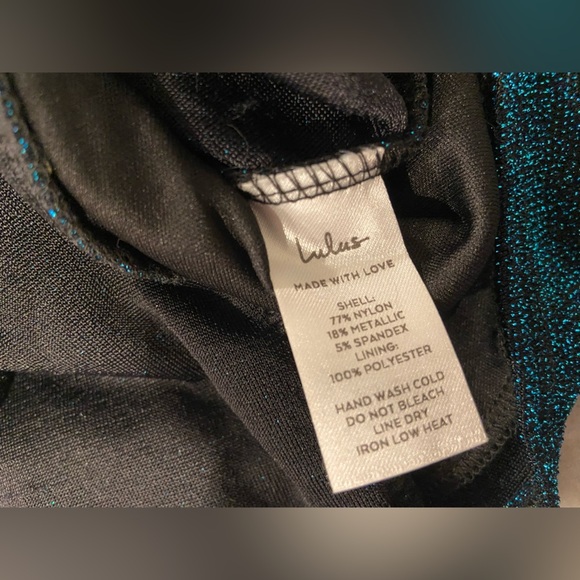 Lulus
MADE WITH LOVE
SHELL:
77% NYLON
18% METALLIC
5% SPANDEX
LINING:
100% POLYESTER
HAND WASH COLD
DO NOT BLEACH
LINE DRY
IRON LOW HEAT